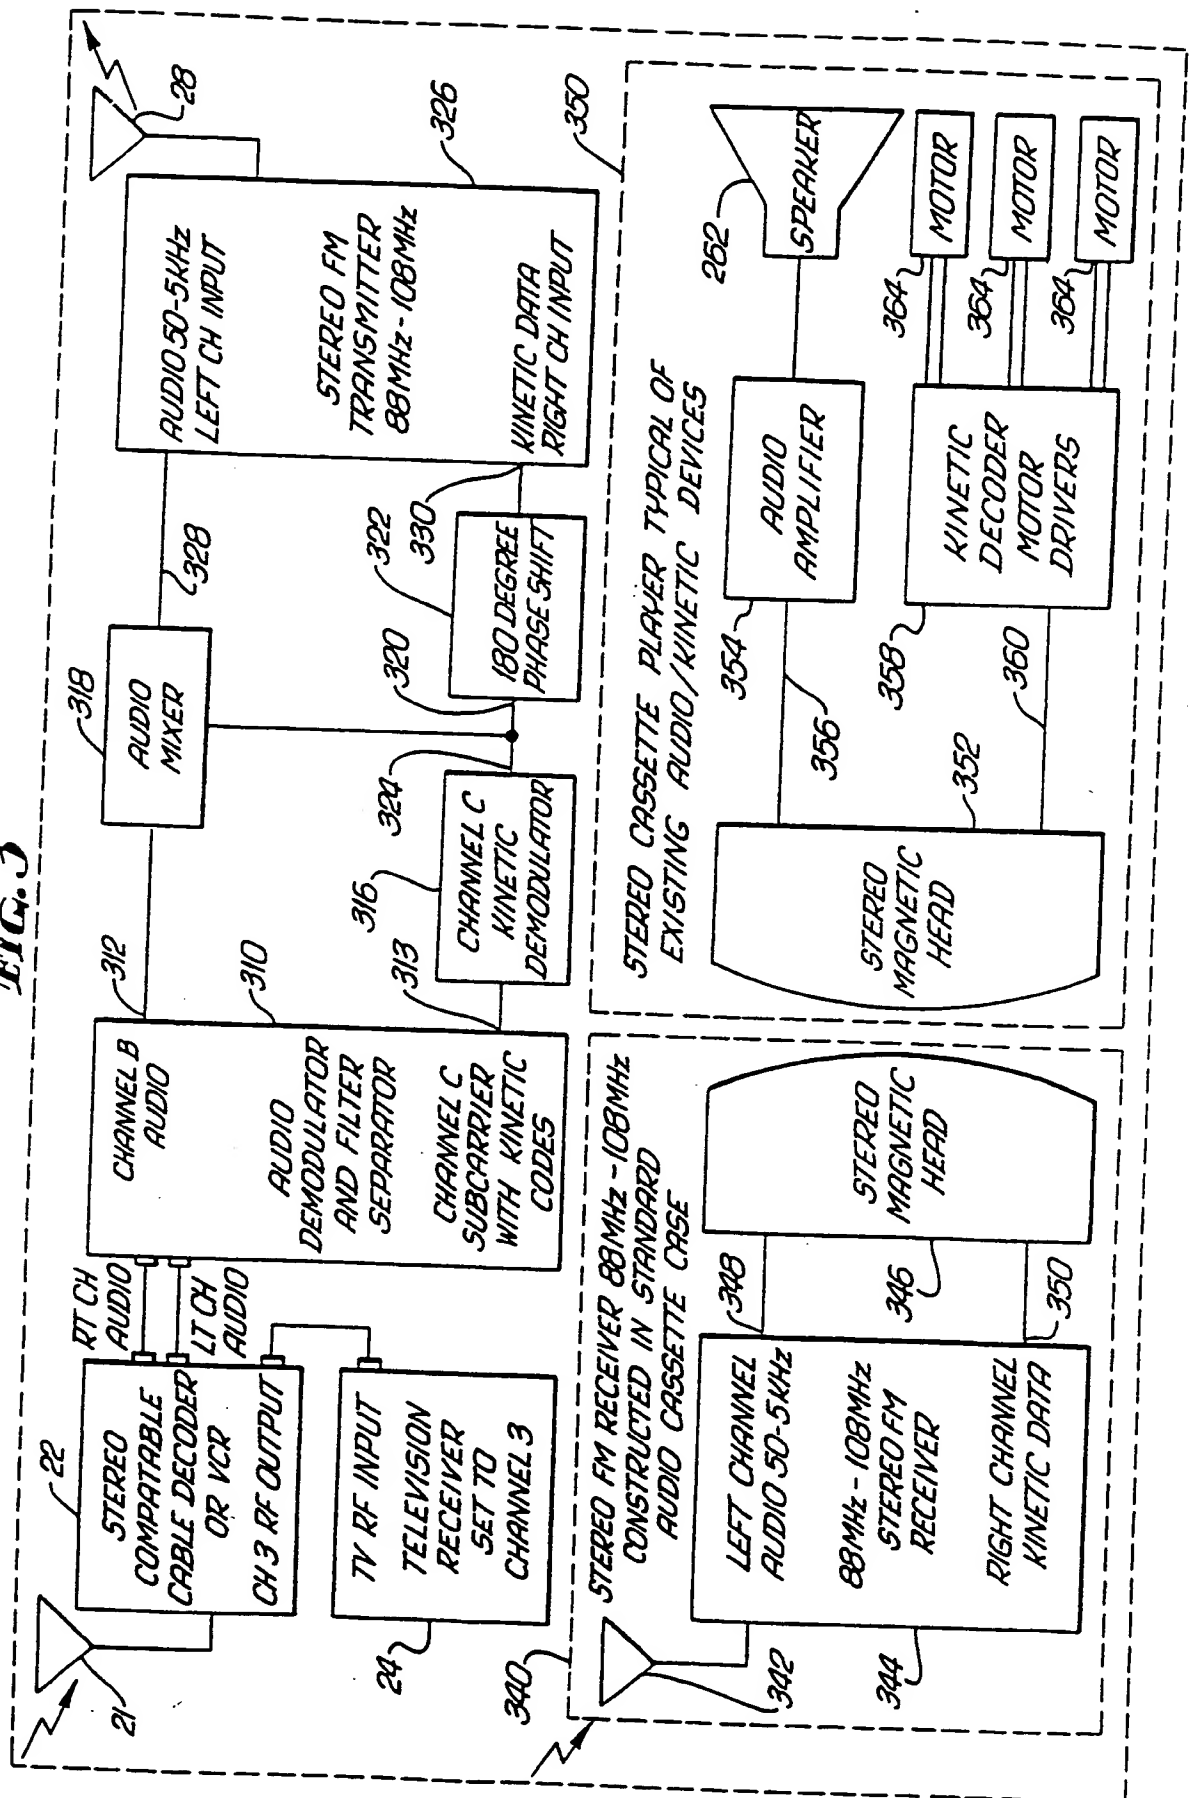 FIG. 5
21
22
STEREO
COMPATABLE
CABLE DECODER
OR VCR
CH 3 RF OUTPUT
RT CH
AUDIO
LT CH
AUDIO
TV RF INPUT
TELEVISION
RECEIVER
SET TO
CHANNEL 3
24
CHANNEL B
AUDIO
AUDIO
DEMODULATOR
AND FILTER
SEPARATOR
CHANNEL C
SUBCARRIER
WITH KINETIC
CODES
312
310
313
316
CHANNEL C
KINETIC
DEMODULATOR
318
AUDIO
MIXER
324
320
180 DEGREE
PHASE SHIFT
322
330
328
AUDIO 50-5KHz
LEFT CH INPUT
STEREO FM
TRANSMITTER
88MHz-108MHz
KINETIC DATA
RIGHT CH INPUT
326
28
340
STEREO FM RECEIVER 88MHz-108MHz
CONSTRUCTED IN STANDARD
AUDIO CASSETTE CASE
342
LEFT CHANNEL
AUDIO 50-5KHz
88MHz-108MHz
STEREO FM
RECEIVER
RIGHT CHANNEL
KINETIC DATA
344
348
346
350
STEREO
MAGNETIC
HEAD
350
STEREO CASSETTE PLAYER TYPICAL OF
EXISTING AUDIO/KINETIC DEVICES
STEREO
MAGNETIC
HEAD
352
356
354
AUDIO
AMPLIFIER
360
358
KINETIC
DECODER
MOTOR
DRIVERS
262
SPEAKER
364
MOTOR
364
MOTOR
364
MOTOR